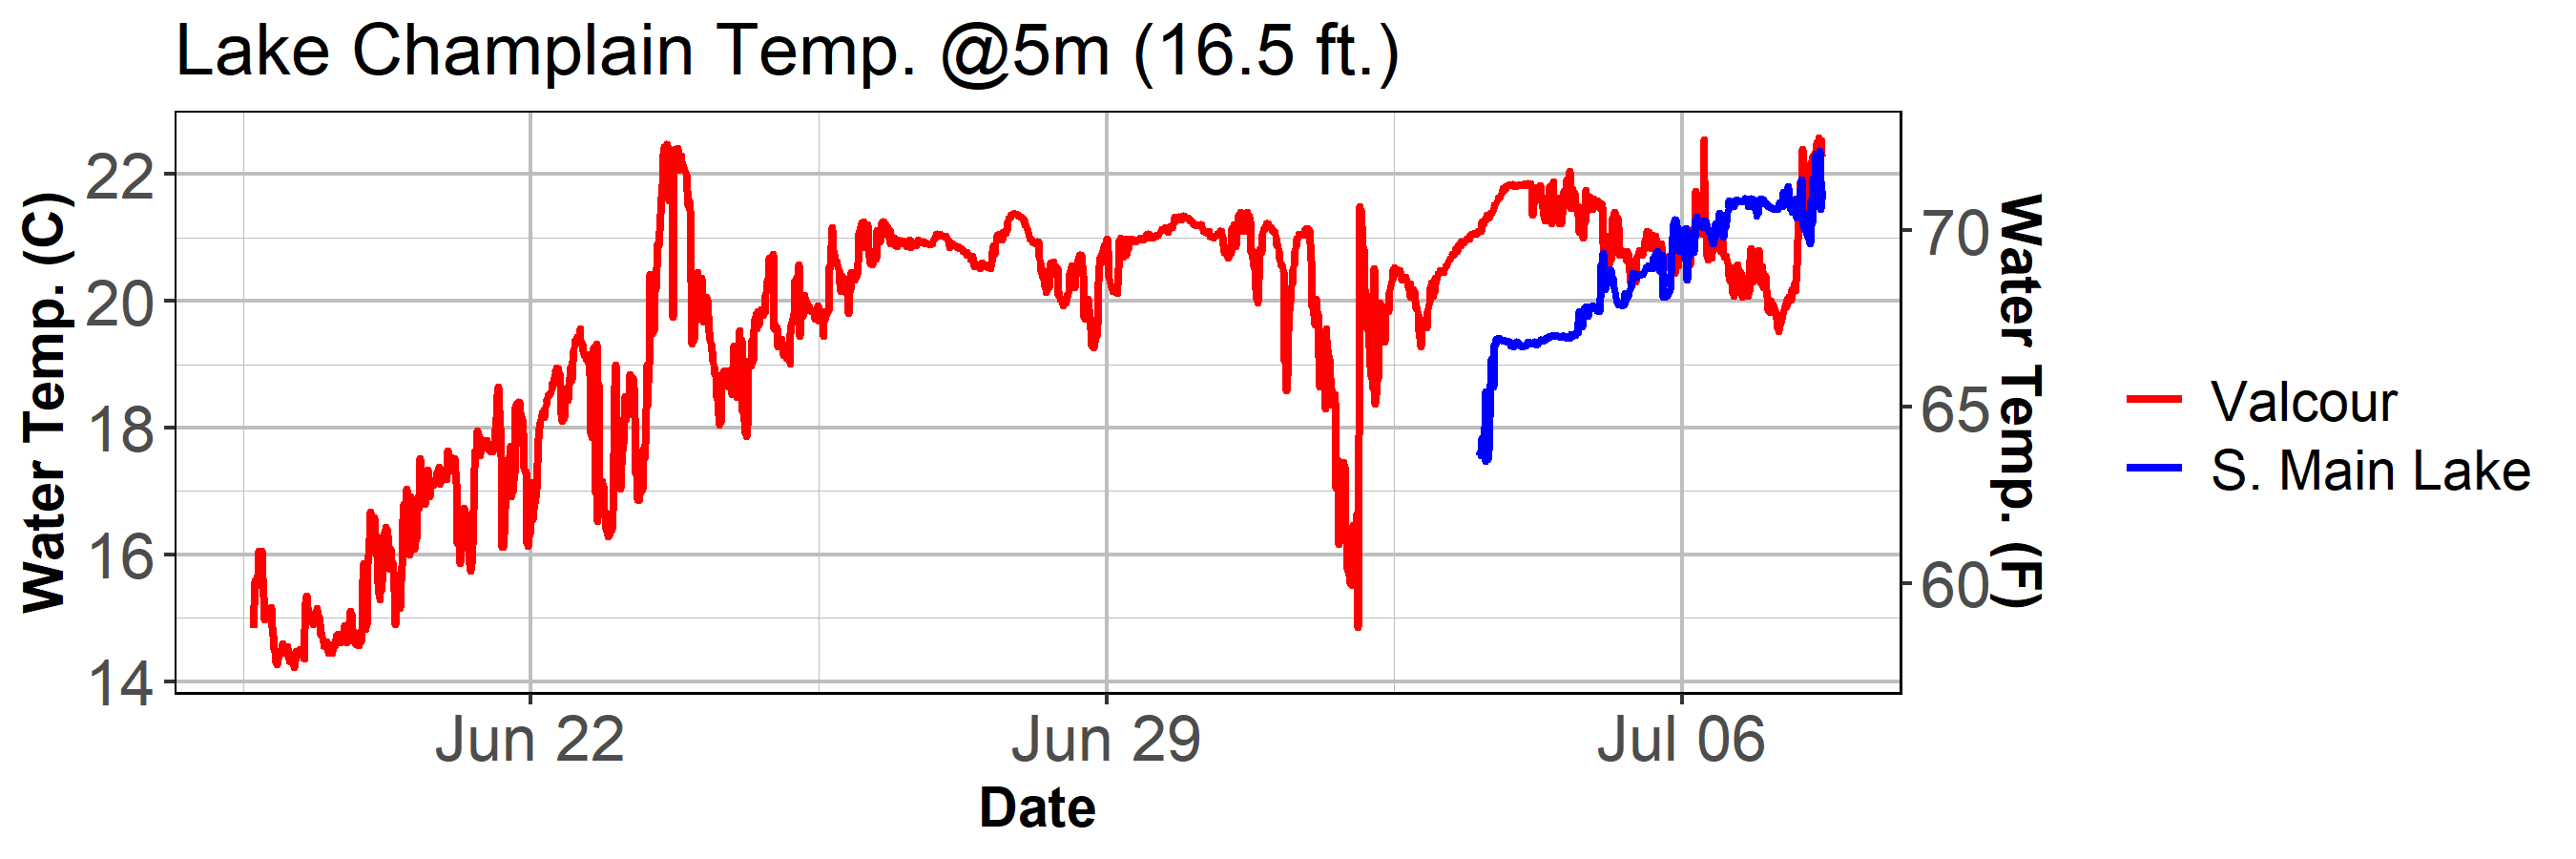 Lake Champlain Temp. @5m (16.5 ft.)
Water Temp. (C)
22
20
18
16
14
70
65
60
Water Temp. (F)
Jun 22
Jun 29
Jul 06
Date
Valcour
S. Main Lake